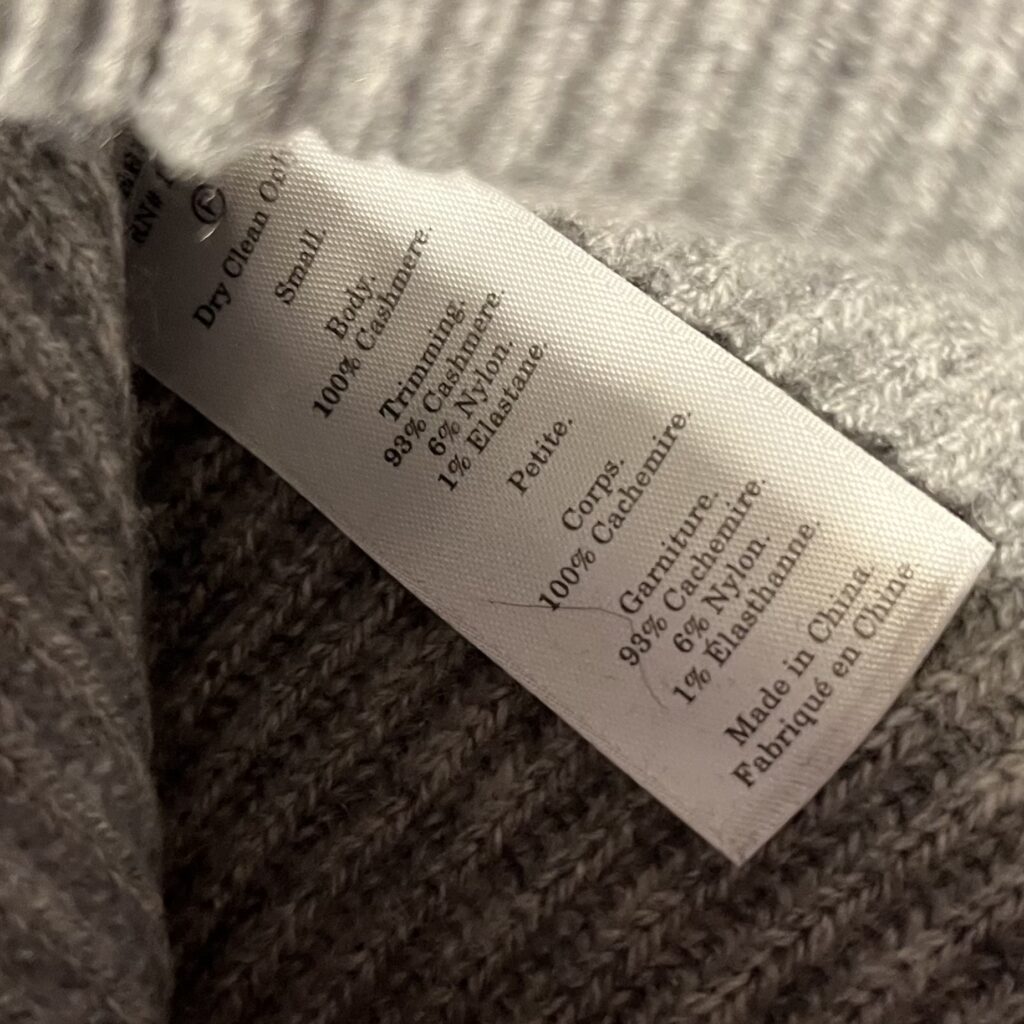 RN#
F
Dry Clean
Small.
Body.
100% Cashmere.
Trimming.
93% Cashmere.
6% Nylon.
1% Elastane.
Petite.
Corps.
100% Cachemire.
Garniture.
93% Cachemire.
6% Nylon.
1% Élasthanne.
Made in China.
Fabriqué en Chine